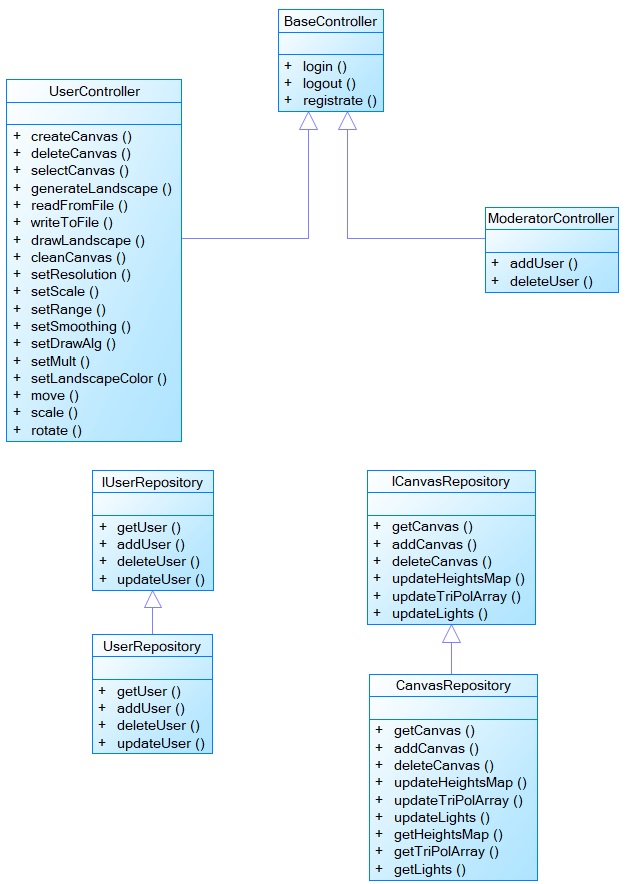 BaseController
+ login ()
+ logout ()
+ registrate ()
UserController
+ createCanvas ()
+ deleteCanvas ()
+ selectCanvas ()
+ generateLandscape ()
+ readFromFile ()
+ writeToFile ()
+ drawLandscape ()
+ cleanCanvas ()
+ setResolution ()
+ setScale ()
+ setRange ()
+ setSmoothing ()
+ setDrawAlg ()
+ setMult ()
+ setLandscapeColor ()
+ move ()
+ scale ()
+ rotate ()
ModeratorController
+ addUser ()
+ deleteUser ()
IUserRepository
+ getUser ()
+ addUser ()
+ deleteUser ()
+ updateUser ()
UserRepository
+ getUser ()
+ addUser ()
+ deleteUser ()
+ updateUser ()
ICanvasRepository
+ getCanvas ()
+ addCanvas ()
+ deleteCanvas ()
+ updateHeightsMap ()
+ updateTriPolArray ()
+ updateLights ()
CanvasRepository
+ getCanvas ()
+ addCanvas ()
+ deleteCanvas ()
+ updateHeightsMap ()
+ updateTriPolArray ()
+ updateLights ()
+ getHeightsMap ()
+ getTriPolArray ()
+ getLights ()